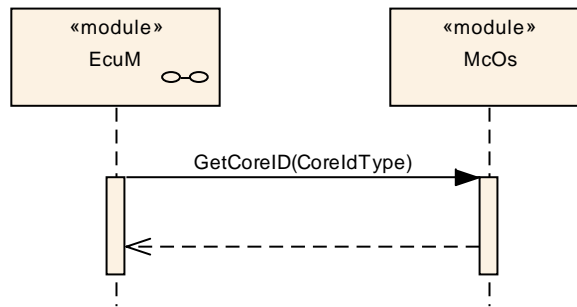 «module»
EcuM
«module»
McOs
GetCoreID(CoreIdType)